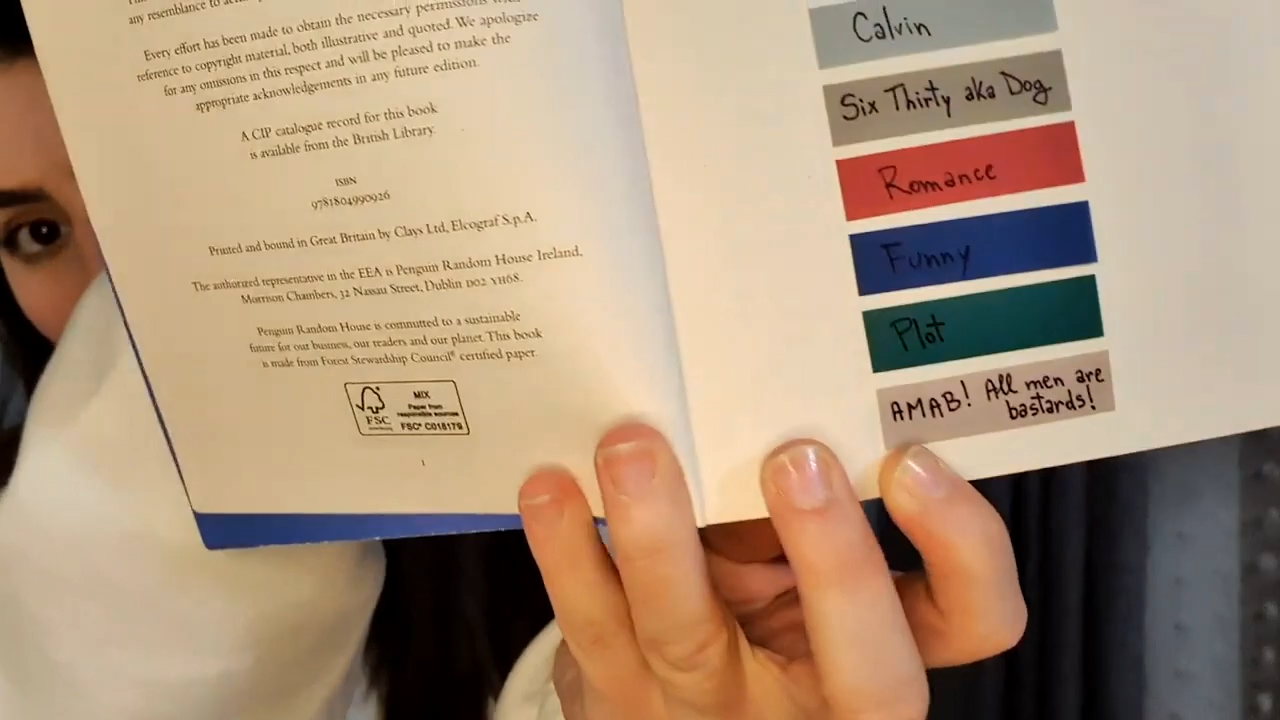 any resemblance to
Every effort has been made to obtain the necessary permissions
reference to copyright material, both illustrative and quoted. We apologize
for any omissions in this respect and will be pleased to make the
appropriate acknowledgements in any future edition.
A CIP catalogue record for this book
is available from the British Library.
ISBN
9781804990926
Printed and bound in Great Britain by Clays Ltd, Elcograf S.p.A.
The authorized representative in the EEA is Penguin Random House Ireland,
Morrison Chambers, 32 Nassau Street, Dublin D02 YH68.
Penguin Random House is committed to a sustainable
future for our business, our readers and our planet. This book
is made from Forest Stewardship Council® certified paper.
FSC
MIX
Paper from
responsible sources
FSC® C018179
1
Calvin
Six Thirty aka Dog
Romance
Funny
Plot
AMAB! All men are
bastards!